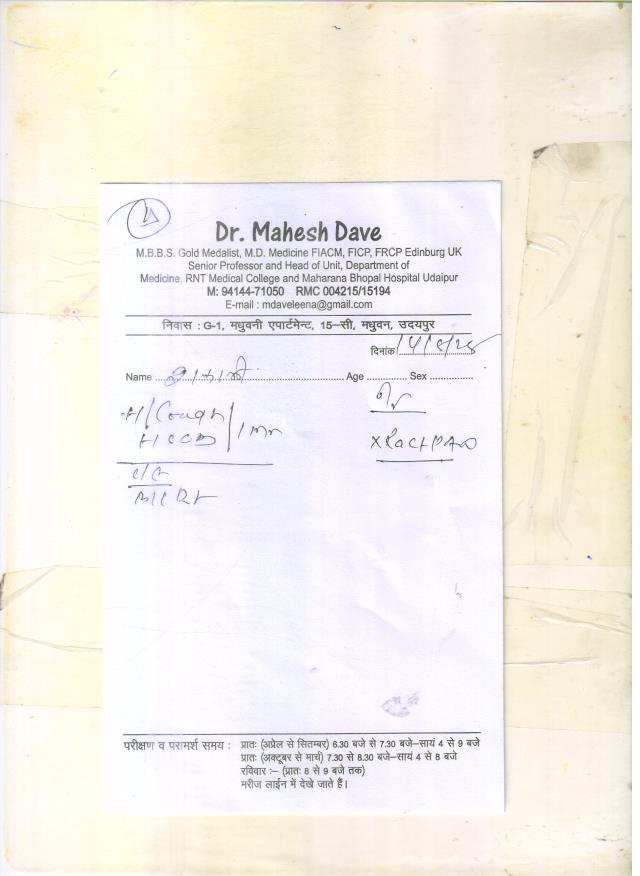 Dr. Mahesh Dave
M.B.B.S. Gold Medalist, M.D. Medicine FIACM, FICP, FRCP Edinburg UK
Senior Professor and Head of Unit, Department of
Medicine, RNT Medical College and Maharana Bhopal Hospital Udaipur
M: 94144-71050 RMC 004215/15194
E-mail : mdaveleena@gmail.com
निवास : G-1, मधुवनी एपार्टमेन्ट, 15–सी, मधुवन, उदयपुर
दिनांक
Name Age Sex
H/Cough
परीक्षण व परामर्श समय : प्रातः (अप्रेल से सितम्बर) 6.30 बजे से 7.30 बजे–सायं 4 से 9 बजे
प्रातः (अक्टूबर से मार्च) 7.30 से 8.30 बजे–सायं 4 से 8 बजे
रविवार :– (प्रातः 8 से 9 बजे तक)
मरीज लाईन में देखे जाते हैं।